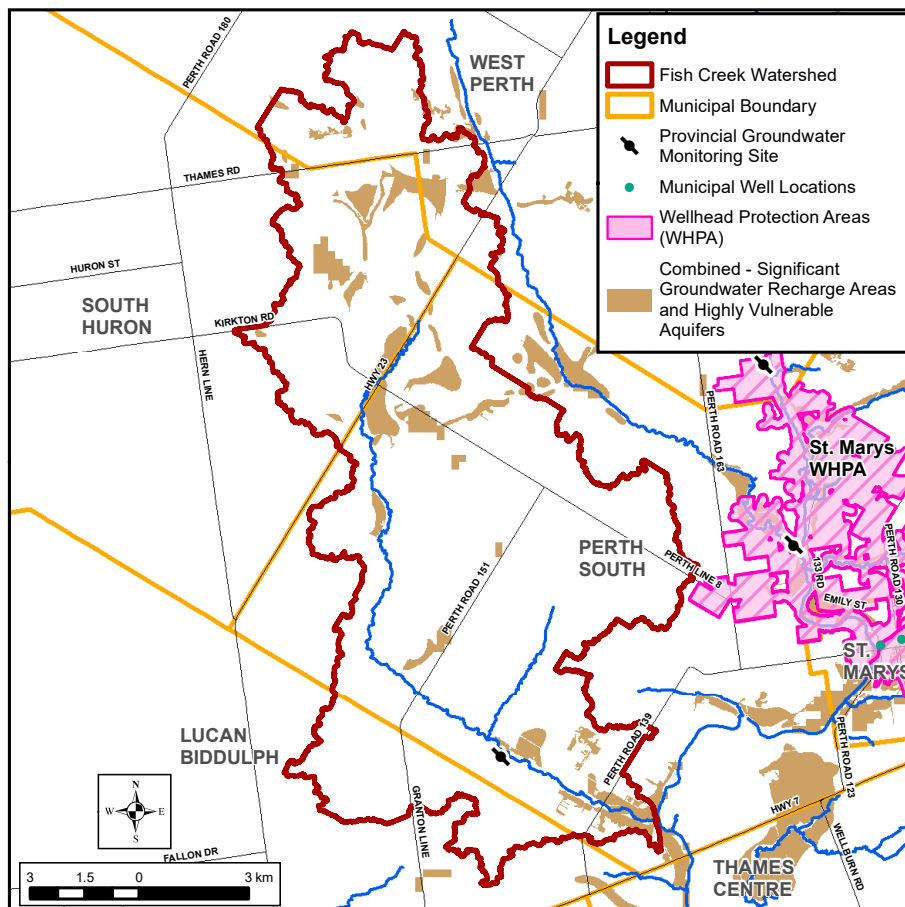 Legend
Fish Creek Watershed
Municipal Boundary
Provincial Groundwater
Monitoring Site
Municipal Well Locations
Wellhead Protection Areas
(WHPA)
Combined - Significant
Groundwater Recharge Areas
and Highly Vulnerable
Aquifers
PERTH ROAD 180
WEST
PERTH
THAMES RD
HURON ST
SOUTH
HURON
KIRKTON RD
HERN LINE
HWY 23
PERTH ROAD 163
St. Marys
WHPA
PERTH
SOUTH
PERTH LINE 8
PERTH ROAD 151
133 RD
PERTH ROAD 130
EMILY ST
ST.
MARYS
LUCAN
BIDDULPH
PERTH ROAD 139
PERTH ROAD 123
HWY 7
GRANTON LINE
WELLBURN RD
THAMES
CENTRE
FALLON DR
N
W E
S
3 1.5 0 3 km